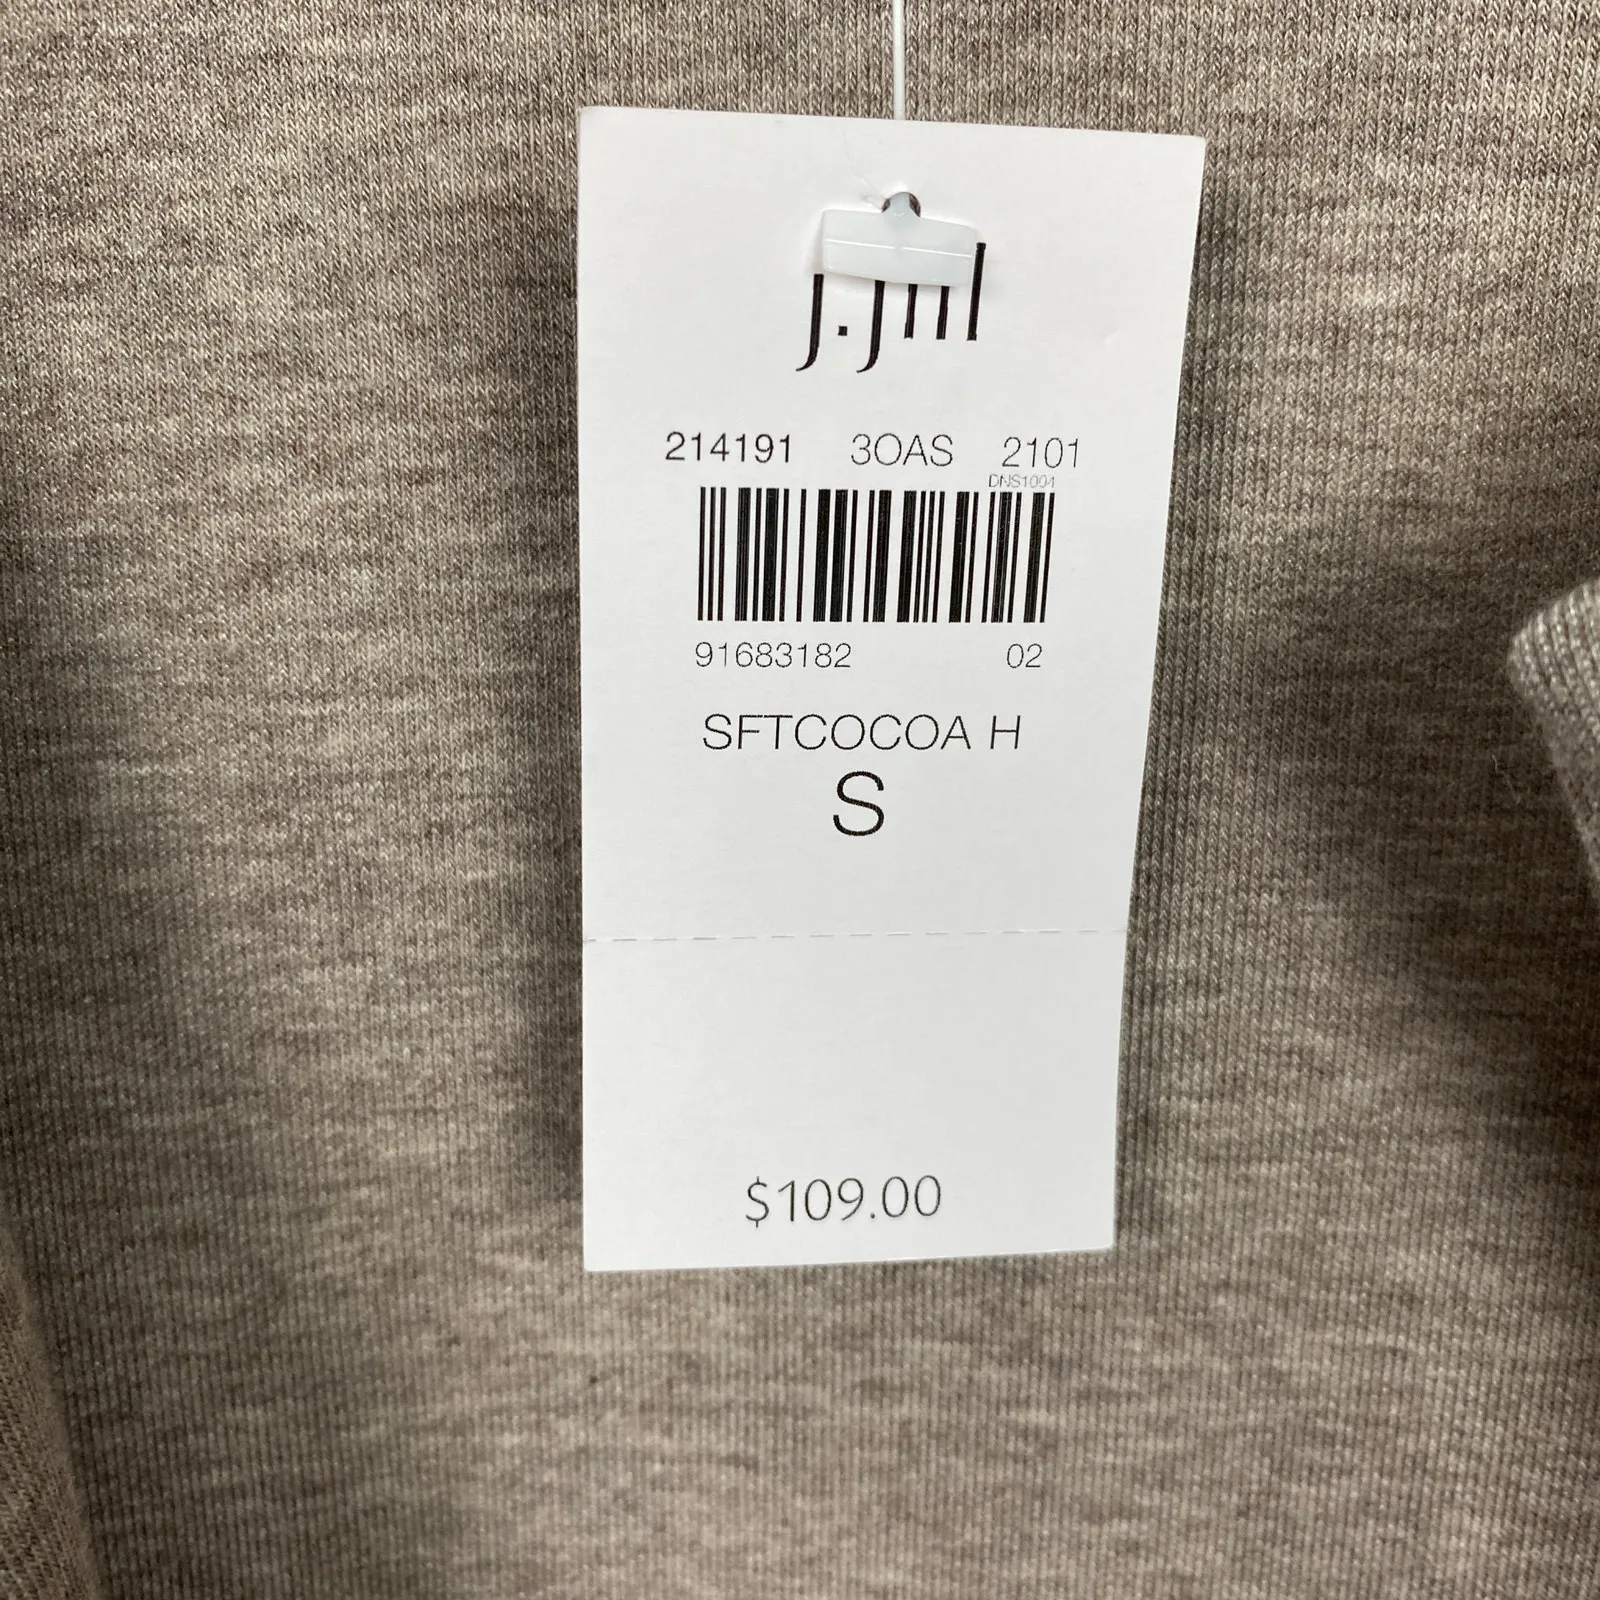 J.Jill
214191 3OAS 2101
DNS1004
91683182 02
SFTCOCOA H
S
$109.00